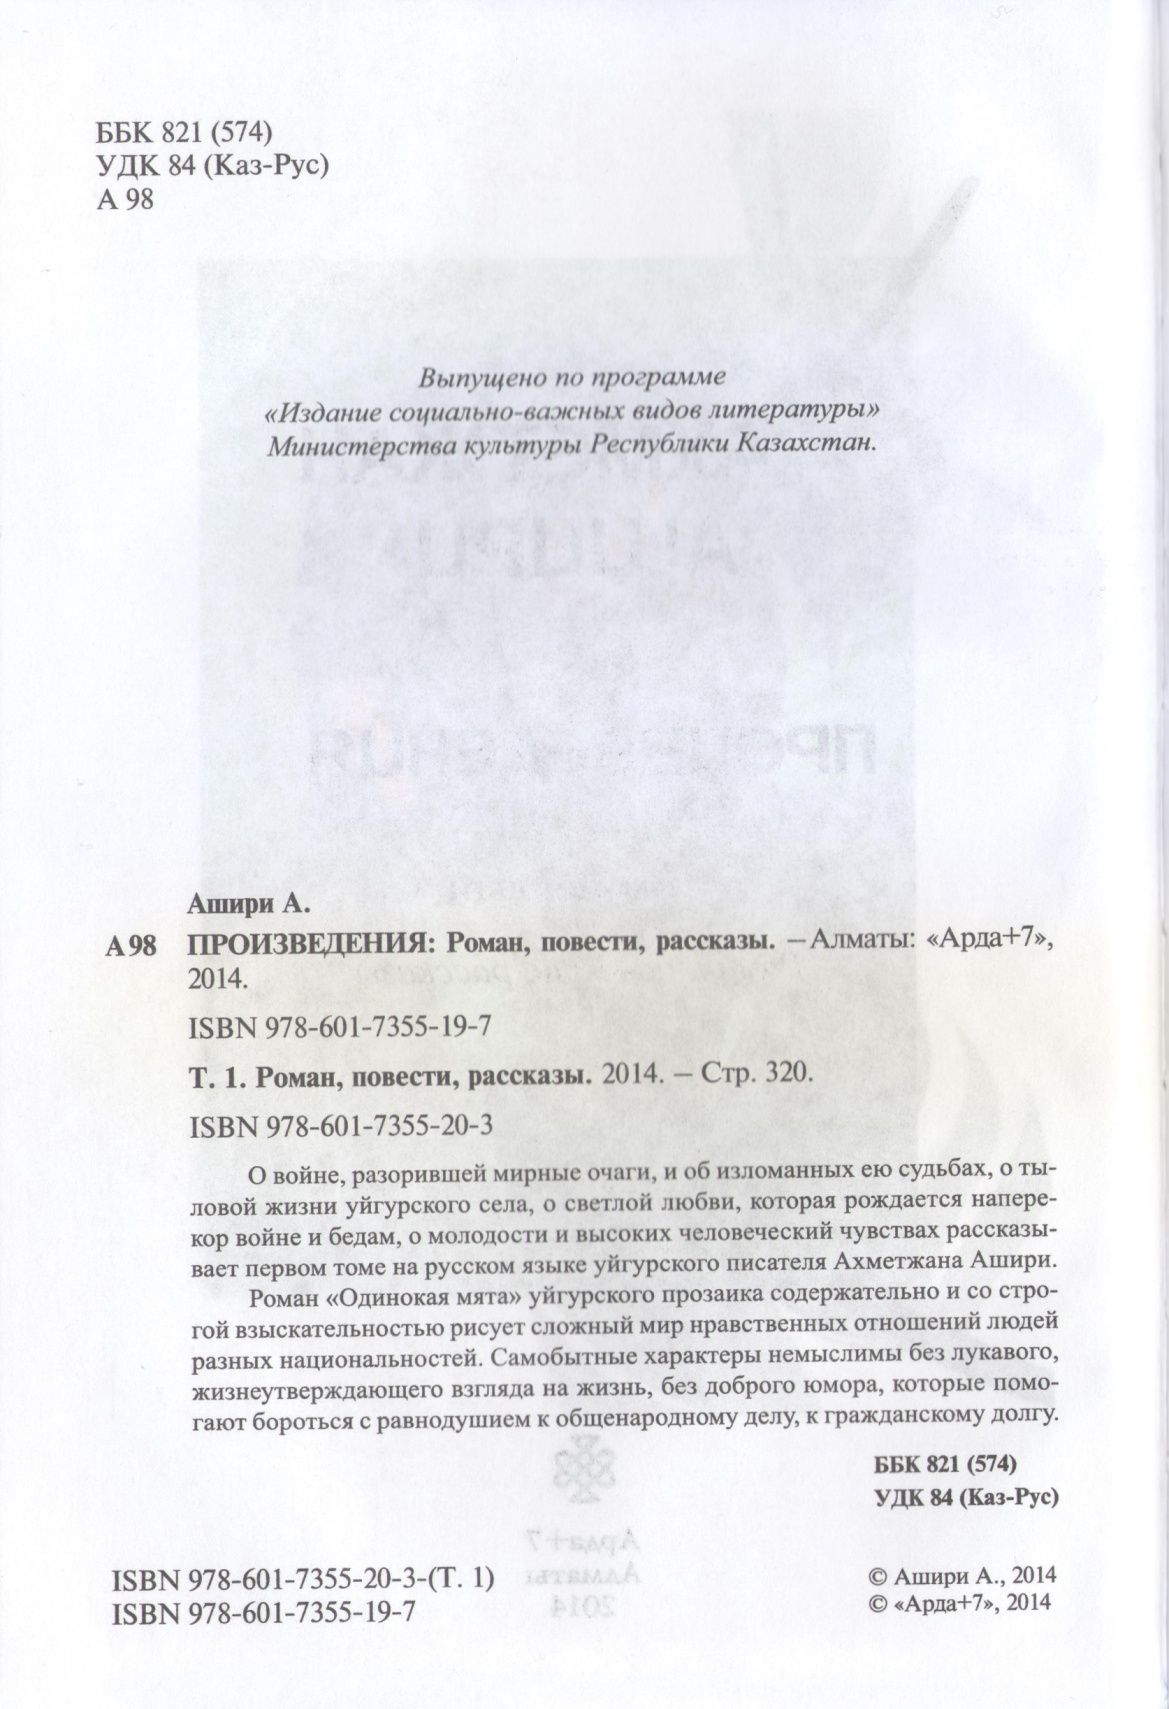 ББК 821 (574)
УДК 84 (Каз-Рус)
А 98
Выпущено по программе
«Издание социально-важных видов литературы»
Министерства культуры Республики Казахстан.
Ашири А.
А 98 ПРОИЗВЕДЕНИЯ: Роман, повести, рассказы. – Алматы: «Арда+7»,
2014.
ISBN 978-601-7355-19-7
Т. 1. Роман, повести, рассказы. 2014. – Стр. 320.
ISBN 978-601-7355-20-3
О войне, разорившей мирные очаги, и об изломанных ею судьбах, о ты-
ловой жизни уйгурского села, о светлой любви, которая рождается напере-
кор войне и бедам, о молодости и высоких человеческий чувствах рассказы-
вает первом томе на русском языке уйгурского писателя Ахметжана Ашири.
Роман «Одинокая мята» уйгурского прозаика содержательно и со стро-
гой взыскательностью рисует сложный мир нравственных отношений людей
разных национальностей. Самобытные характеры немыслимы без лукавого,
жизнеутверждающего взгляда на жизнь, без доброго юмора, которые помо-
гают бороться с равнодушием к общенародному делу, к гражданскому долгу.
ББК 821 (574)
УДК 84 (Каз-Рус)
Арда+7
Алматы
2014
ISBN 978-601-7355-20-3-(Т. 1)
ISBN 978-601-7355-19-7
© Ашири А., 2014
© «Арда+7», 2014